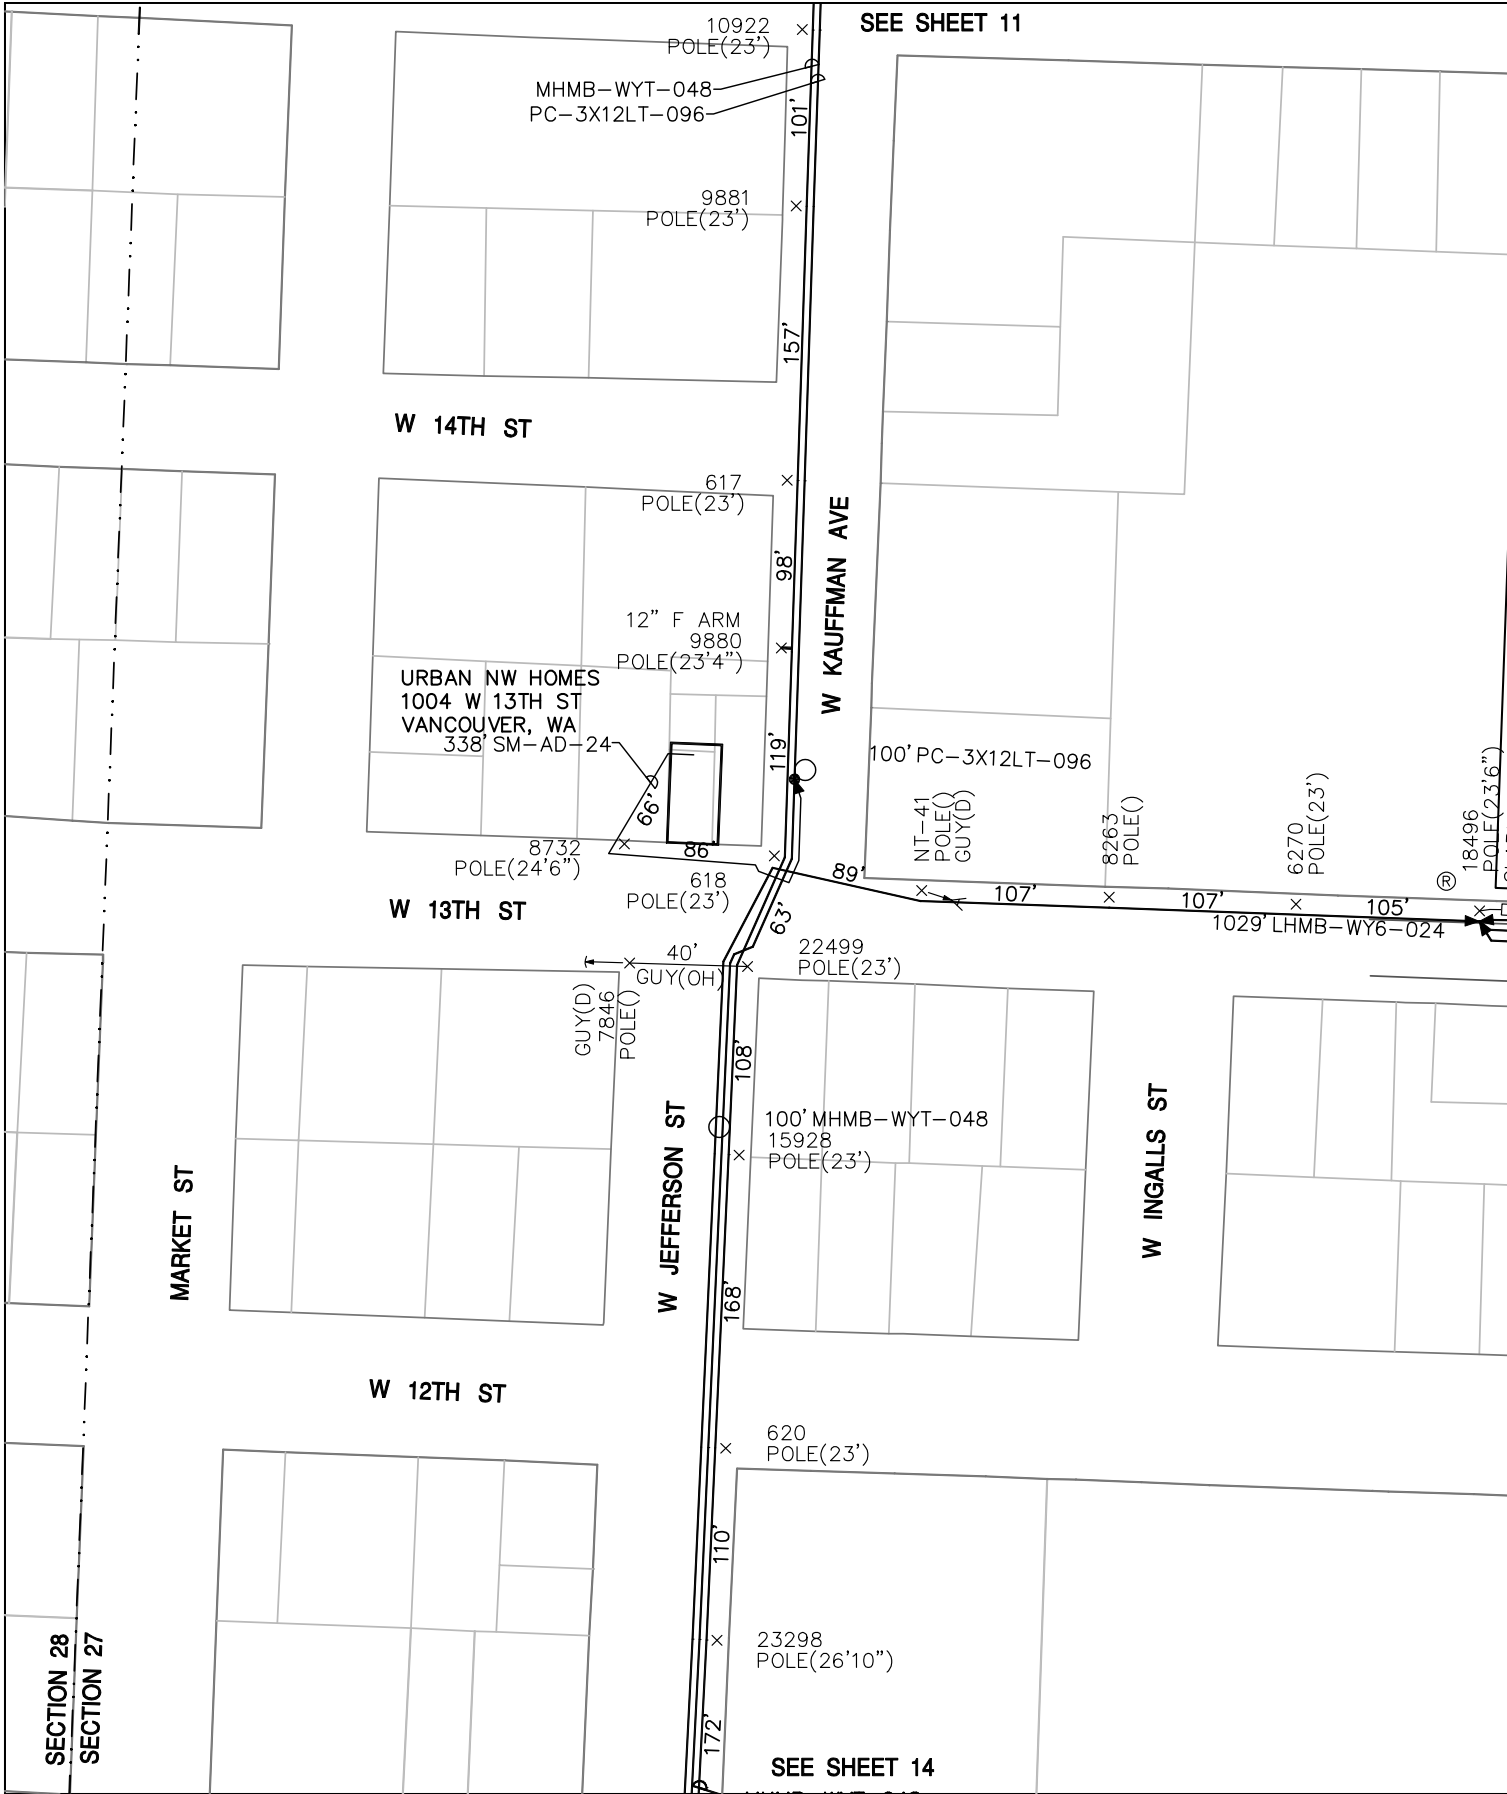 SEE SHEET 11
10922
POLE(23')
MHMB-WYT-048
PC-3X12LT-096
101'
9881
POLE(23')
157'
W 14TH ST
617
POLE(23')
98'
W KAUFFMAN AVE
12" F ARM
9880
POLE(23'4")
URBAN NW HOMES
1004 W 13TH ST
VANCOUVER, WA
338' SM-AD-24
119'
100' PC-3X12LT-096
66'
NT-41
POLE()
GUY(D)
8263
POLE()
6270
POLE(23')
18496
POLE(23'6")
8732
POLE(24'6")
86'
618
POLE(23')
89'
107'
107'
105'
®
W 13TH ST
63'
1029' LHMB-WY6-024
40'
GUY(OH)
22499
POLE(23')
GUY(D)
7846
POLE()
108'
100' MHMB-WYT-048
15928
POLE(23')
MARKET ST
W JEFFERSON ST
W INGALLS ST
168'
W 12TH ST
620
POLE(23')
110'
23298
POLE(26'10")
SECTION 28
SECTION 27
172'
SEE SHEET 14